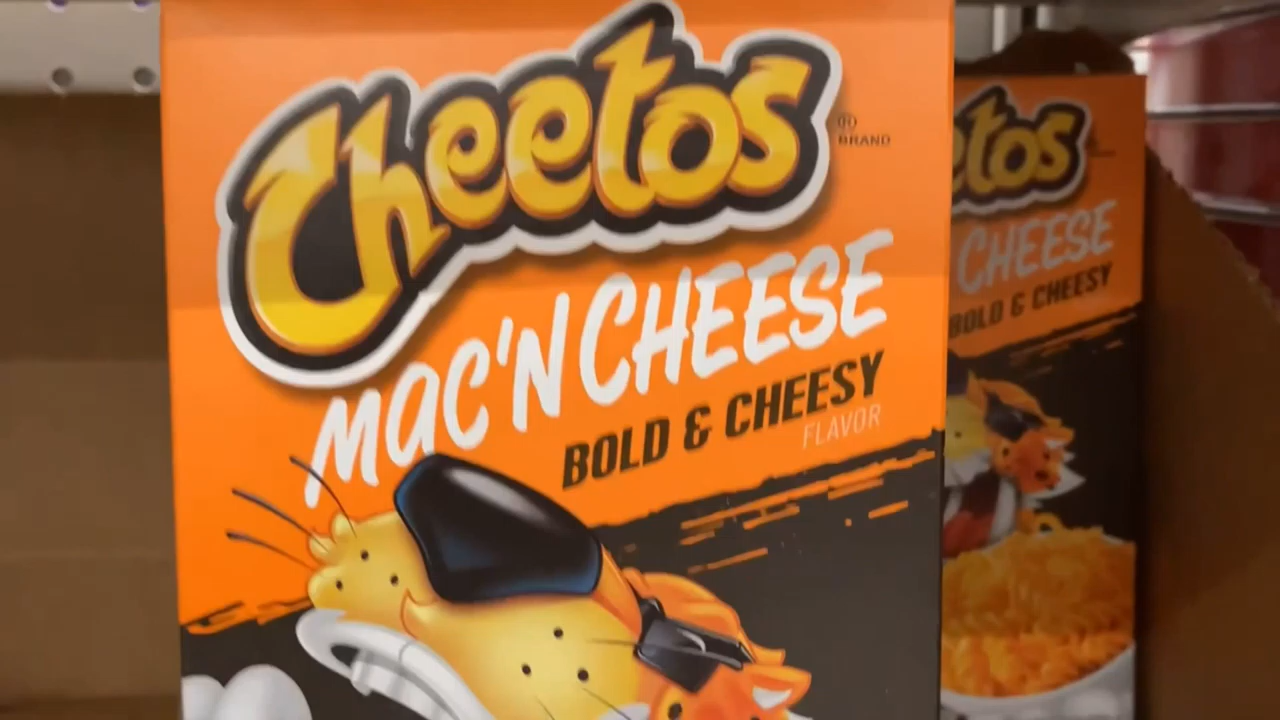 Cheetos
® BRAND
MAC'N CHEESE
BOLD & CHEESY
FLAVOR
etos
CHEESE
BOLD & CHEESY